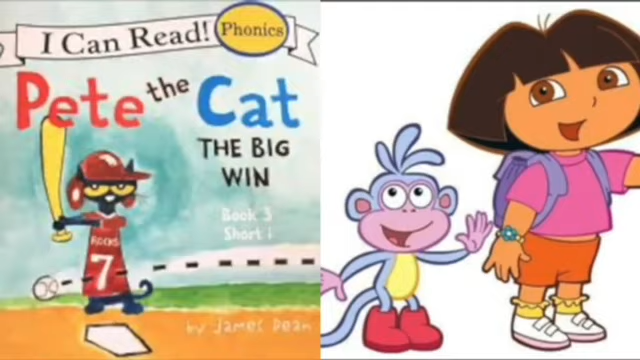 I Can Read!
Phonics
Pete the Cat
THE BIG
WIN
Book 3
Short i
ROCKS
7
by James Dean